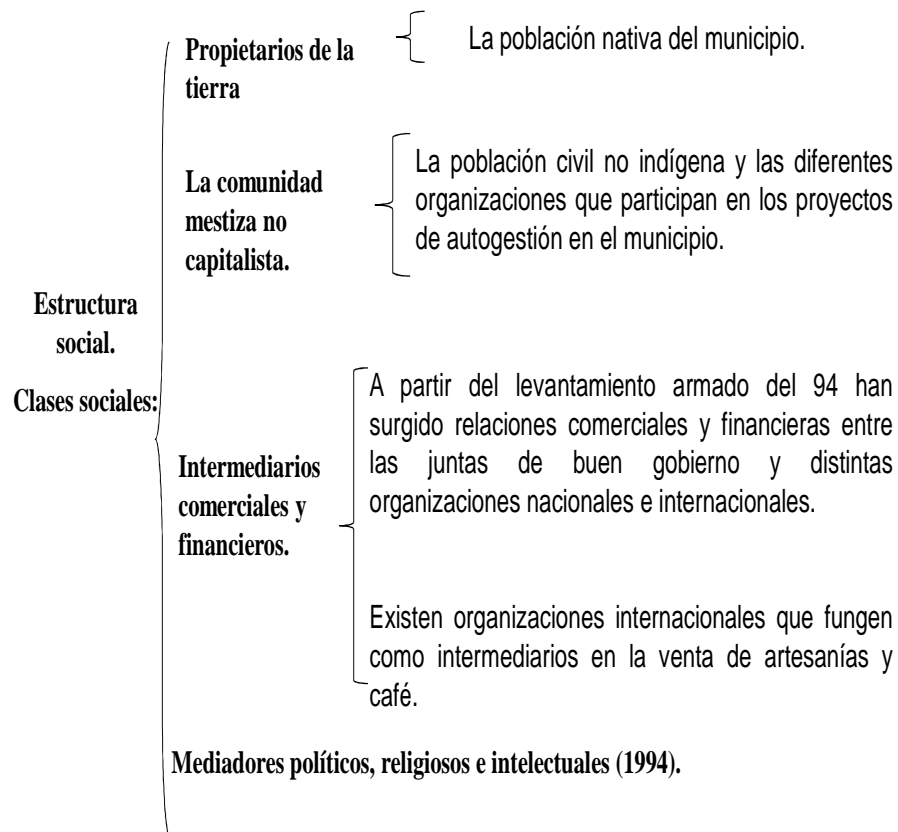 Propietarios de la
tierra
La población nativa del municipio.
La comunidad
mestiza no
capitalista.
La población civil no indígena y las diferentes
organizaciones que participan en los proyectos
de autogestión en el municipio.
Estructura
social.
Clases sociales:
Intermediarios
comerciales y
financieros.
A partir del levantamiento armado del 94 han
surgido relaciones comerciales y financieras entre
las juntas de buen gobierno y distintas
organizaciones nacionales e internacionales.
Existen organizaciones internacionales que fungen
como intermediarios en la venta de artesanías y
café.
Mediadores políticos, religiosos e intelectuales (1994).